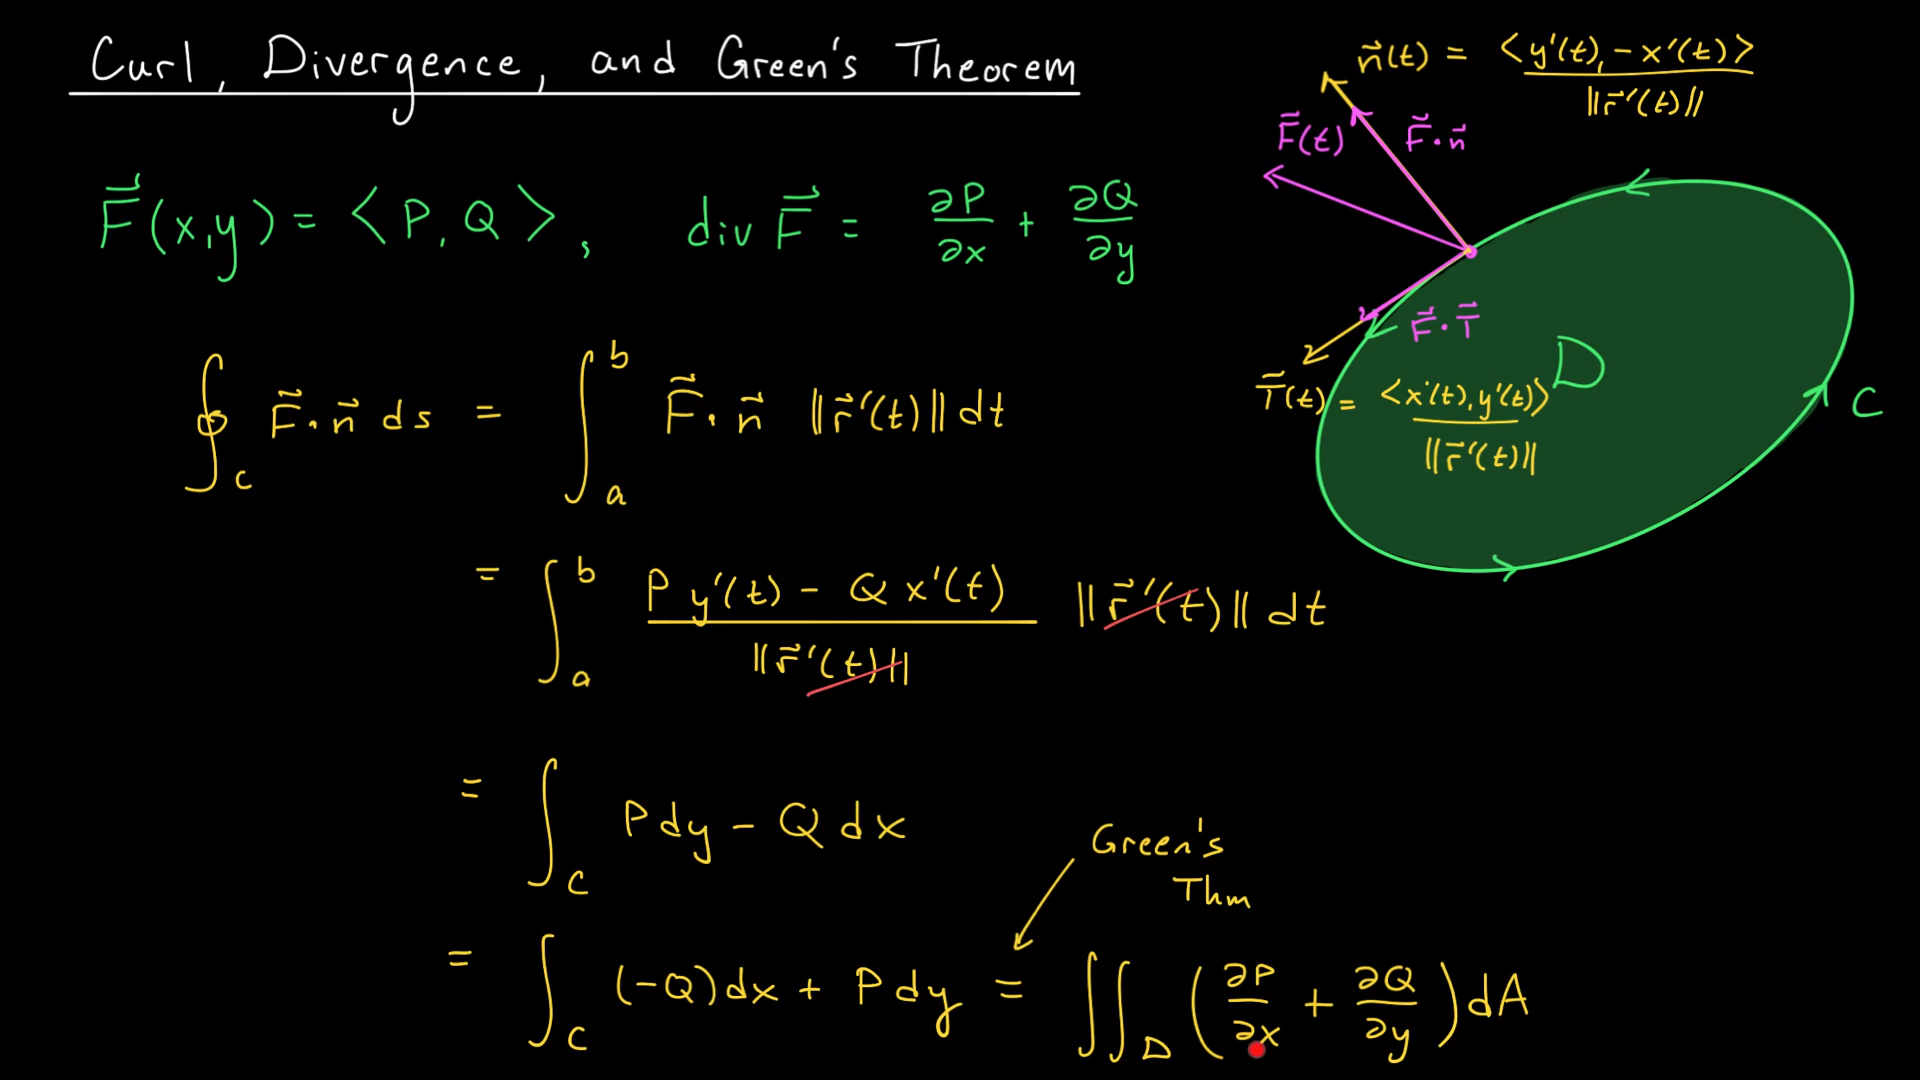 Curl, Divergence, and Green's Theorem
n⃗(t) = <y'(t), -x'(t)> / ||r⃗'(t)||
F⃗(t)
F⃗·n⃗
F⃗(x,y) = <P, Q>, div F⃗ = ∂P/∂x + ∂Q/∂y
F⃗·T⃗
D
T⃗(t) = <x'(t), y'(t)> / ||r⃗'(t)||
C
∮_C F⃗·n⃗ ds = ∫_a^b F⃗·n⃗ ||r⃗'(t)|| dt
= ∫_a^b (P y'(t) - Q x'(t)) / ||r⃗'(t)|| ||r⃗'(t)|| dt
= ∫_C P dy - Q dx
Green's
Thm
= ∫_C (-Q)dx + P dy = ∬_D (∂P/∂x + ∂Q/∂y) dA